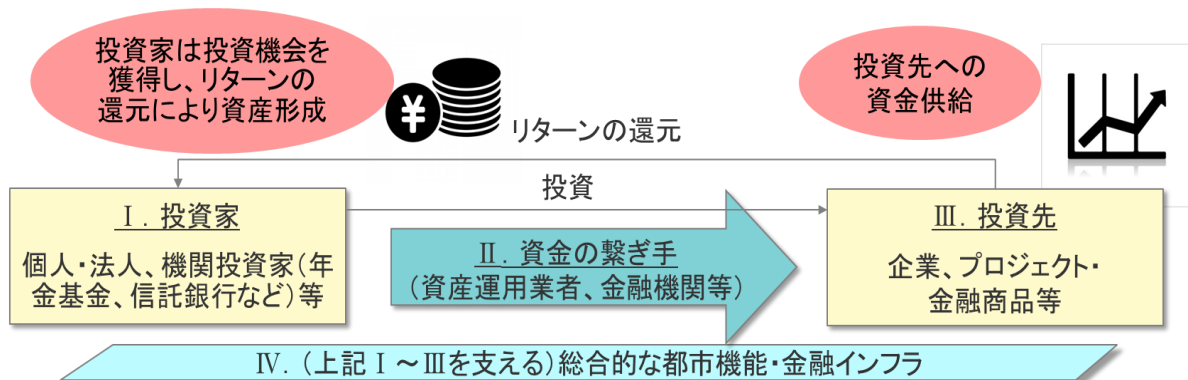 投資家は投資機会を
獲得し、リターンの
還元により資産形成
¥
リターンの還元
投資先への
資金供給
投資
Ⅰ. 投資家
個人・法人、機関投資家（年
金基金、信託銀行など）等
Ⅱ. 資金の繋ぎ手
（資産運用業者、金融機関等）
Ⅲ. 投資先
企業、プロジェクト・
金融商品等
Ⅳ. （上記Ⅰ～Ⅲを支える）総合的な都市機能・金融インフラ